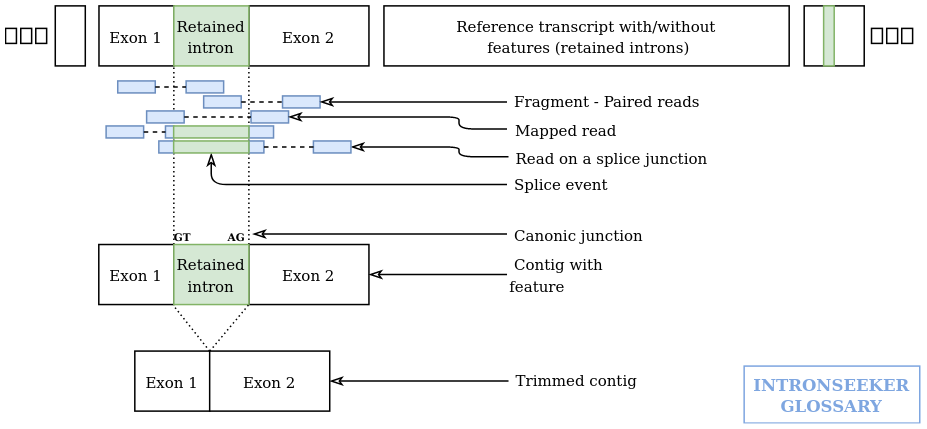 Exon 1
Retained
intron
Exon 2
Reference transcript with/without
features (retained introns)
Fragment - Paired reads
Mapped read
Read on a splice junction
Splice event
GT
AG
Canonic junction
Exon 1
Retained
intron
Exon 2
Contig with
feature
Exon 1
Exon 2
Trimmed contig
INTRONSEEKER
GLOSSARY